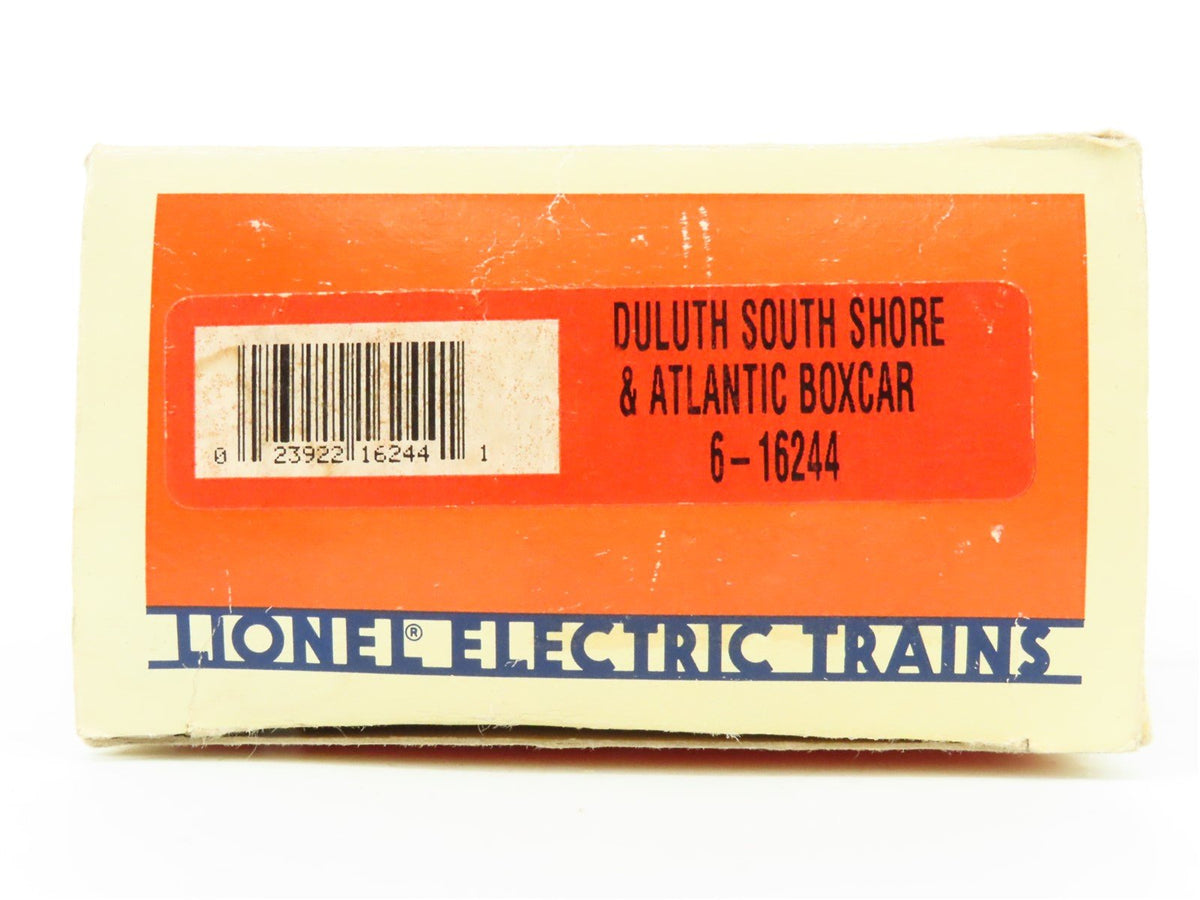 DULUTH SOUTH SHORE
& ATLANTIC BOXCAR
6-16244
0 23922 16244 1
LIONEL® ELECTRIC TRAINS